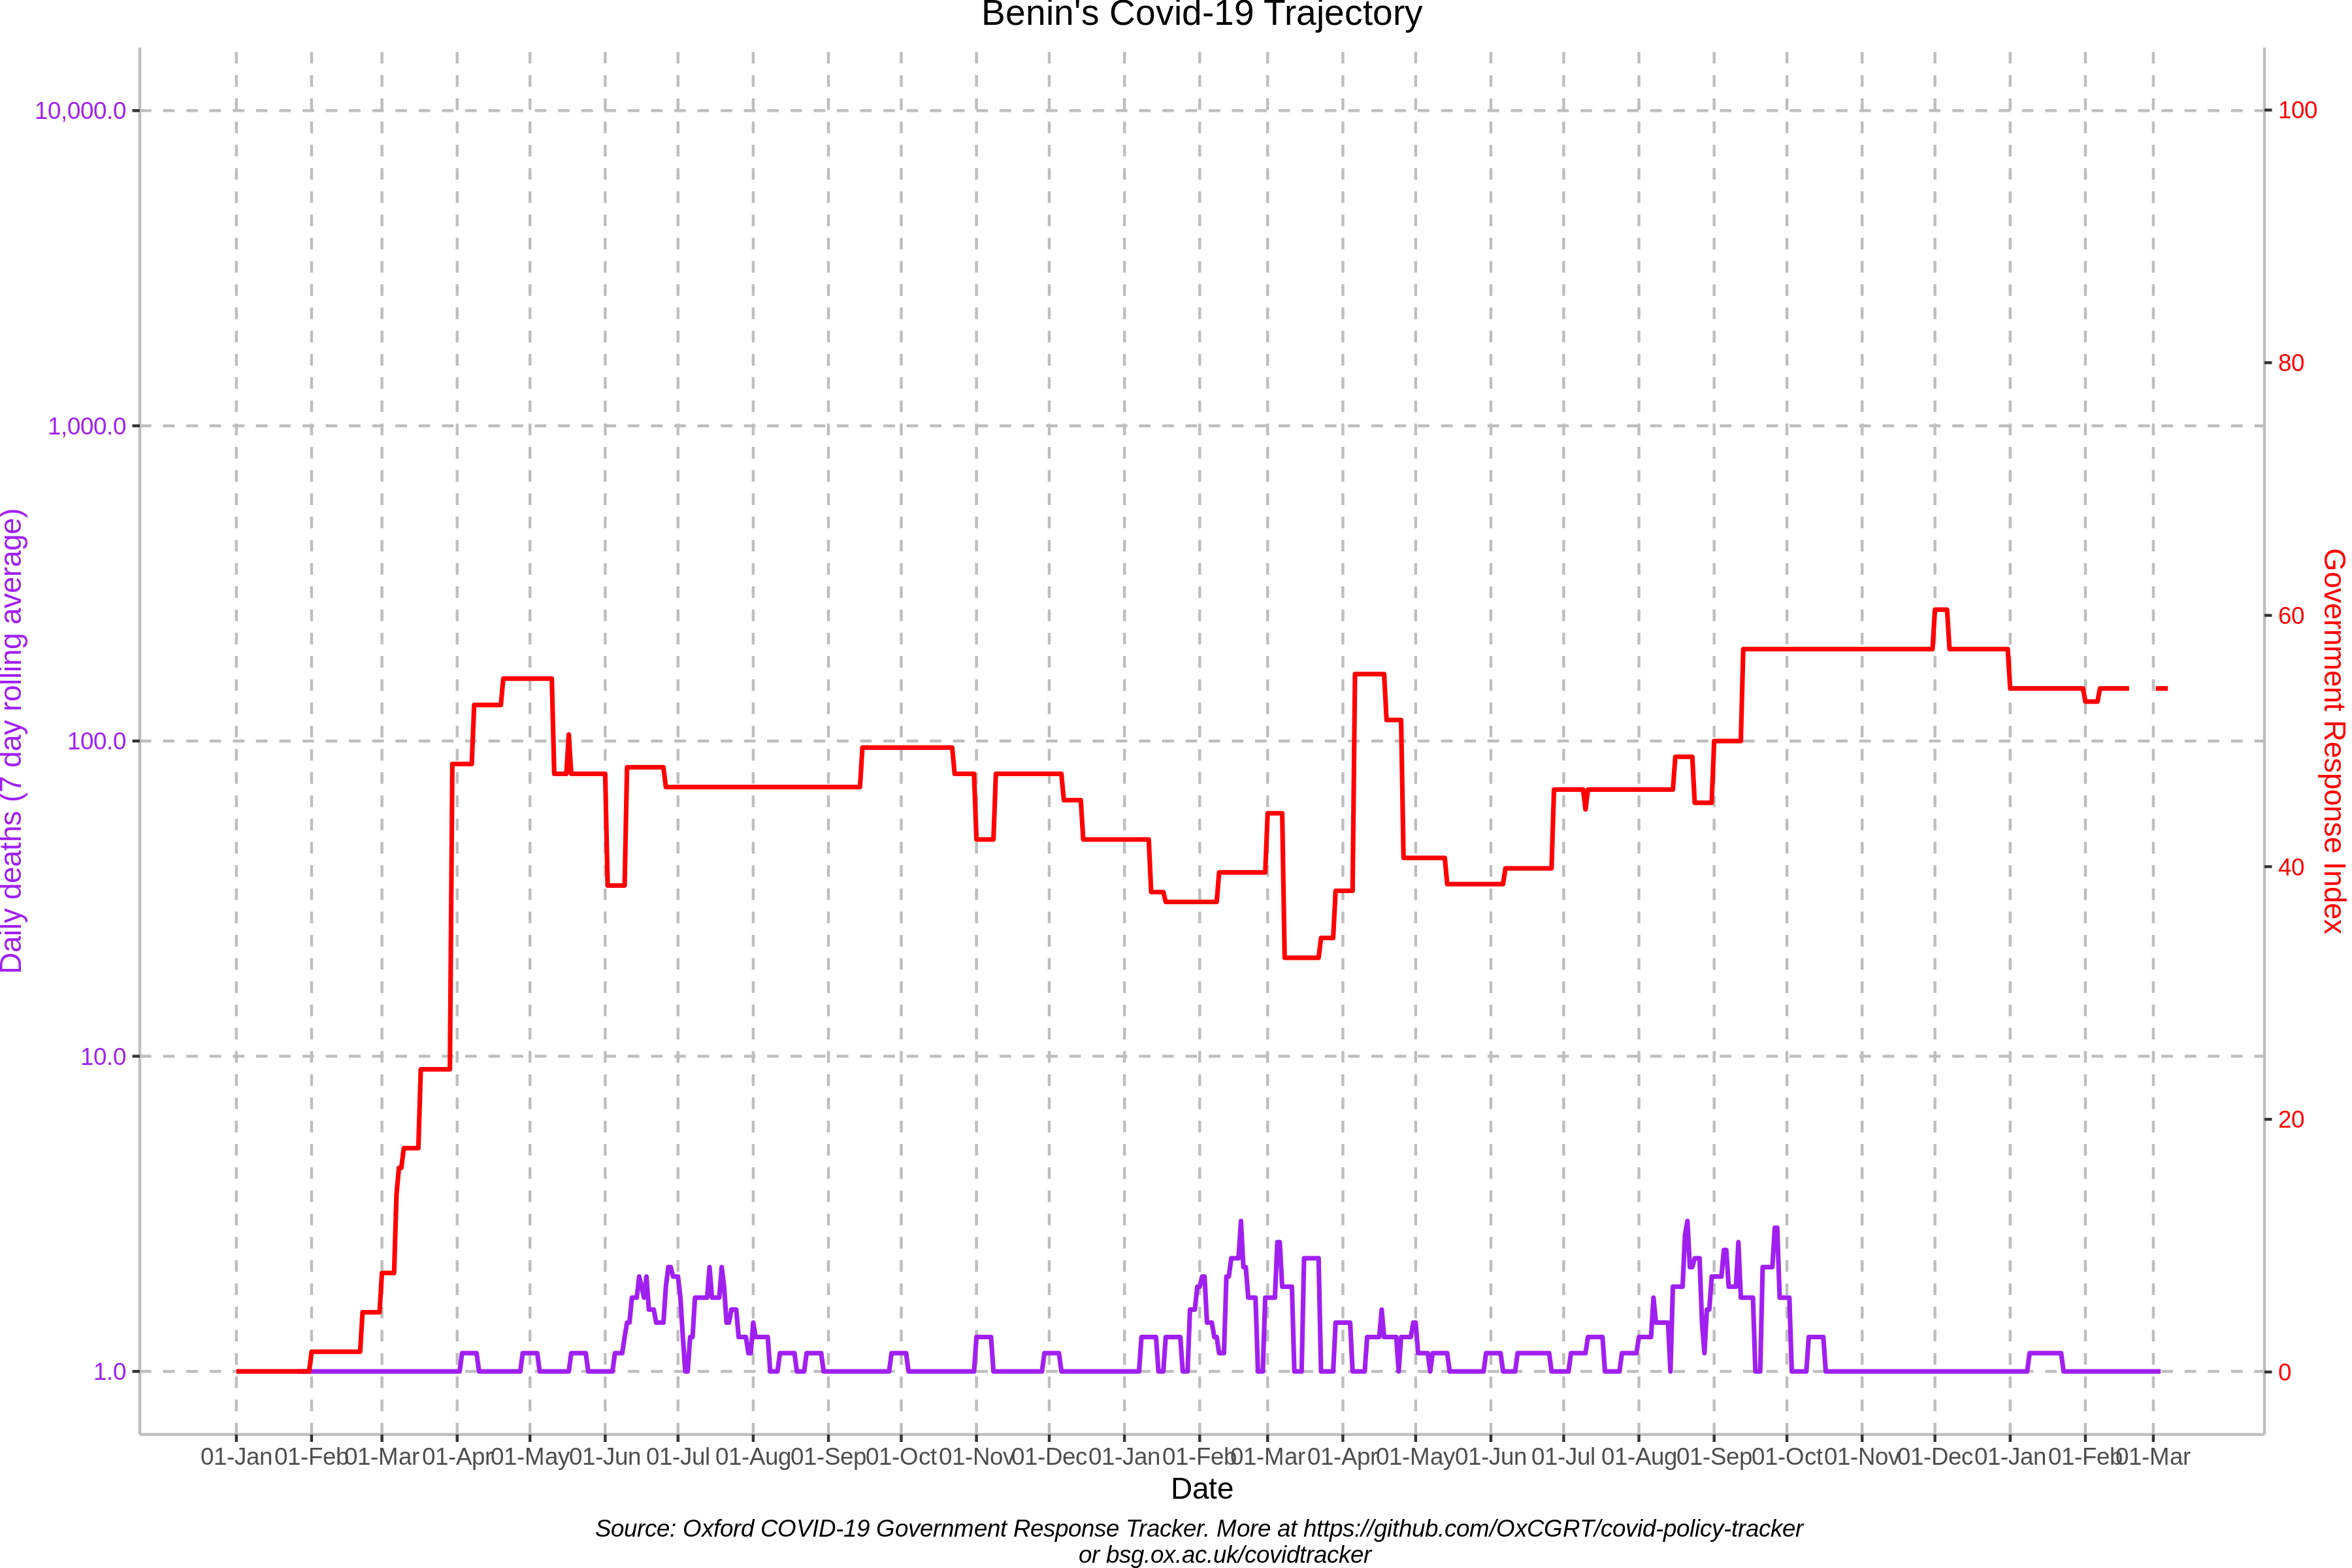 Benin's Covid-19 Trajectory
10,000.0
1,000.0
100.0
10.0
1.0
Daily deaths (7 day rolling average)
100
80
60
40
20
0
Government Response Index
01-Jan 01-Feb 01-Mar 01-Apr 01-May 01-Jun 01-Jul 01-Aug 01-Sep 01-Oct 01-Nov 01-Dec 01-Jan 01-Feb 01-Mar 01-Apr 01-May 01-Jun 01-Jul 01-Aug 01-Sep 01-Oct 01-Nov 01-Dec 01-Jan 01-Feb 01-Mar
Date
Source: Oxford COVID-19 Government Response Tracker. More at https://github.com/OxCGRT/covid-policy-tracker
or bsg.ox.ac.uk/covidtracker